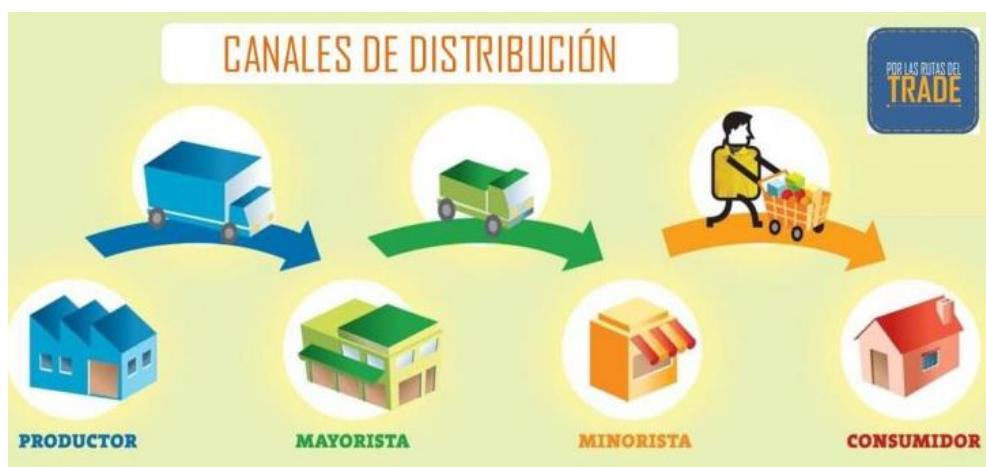 CANALES DE DISTRIBUCIÓN
POR LAS RUTAS DEL
TRADE
PRODUCTOR
MAYORISTA
MINORISTA
CONSUMIDOR